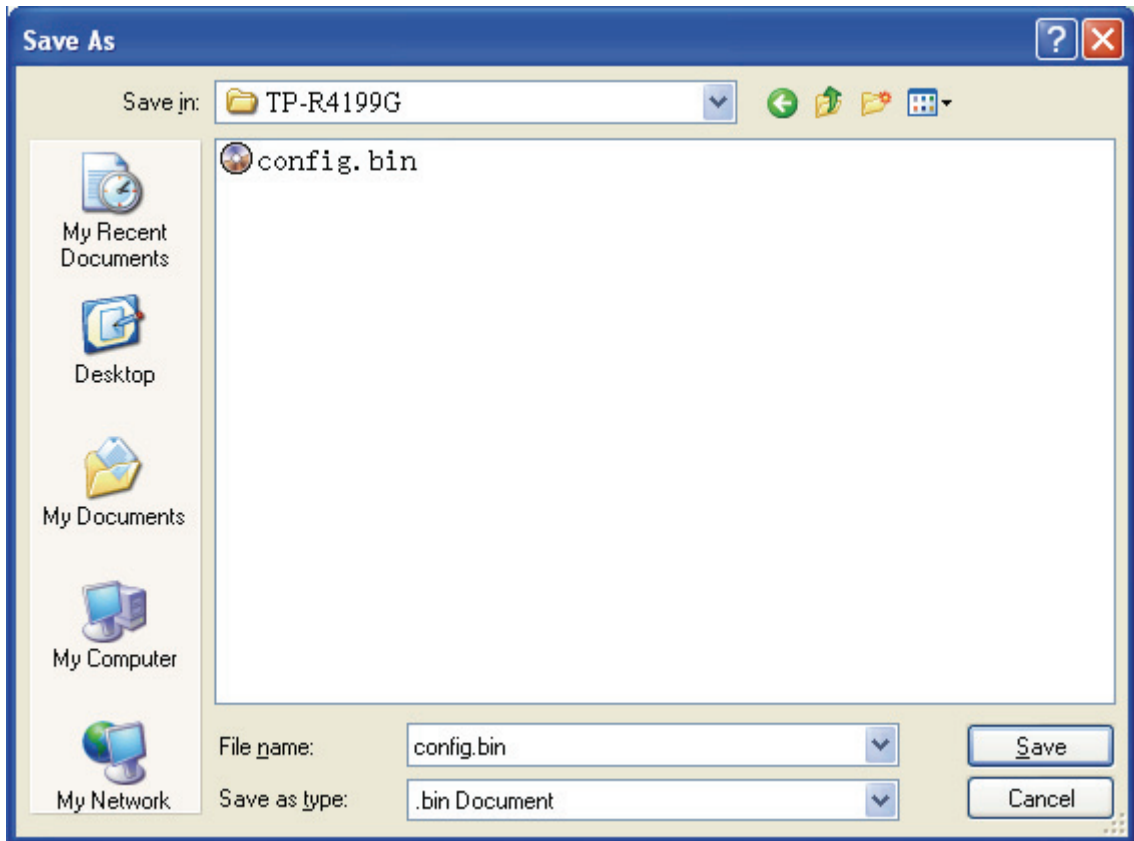 Save As
Save in: TP-R4199G
config.bin
My Recent
Documents
Desktop
My Documents
My Computer
My Network
File name: config.bin
Save as type: .bin Document
Save
Cancel